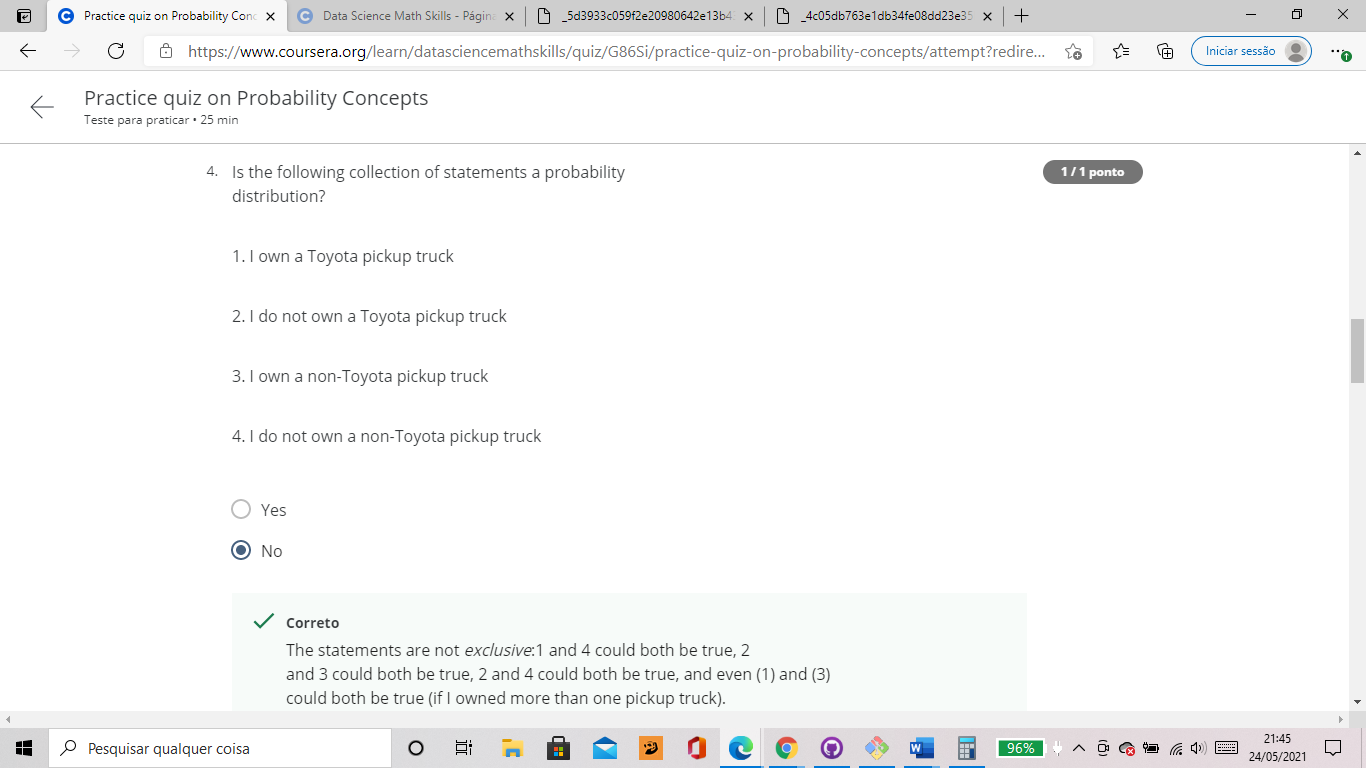 Practice quiz on Probability Conc
Data Science Math Skills - Págin
_5d3933c059f2e20980642e13b4
_4c05db763e1db34fe08dd23e35
https://www.coursera.org/learn/datasciencemathskills/quiz/G86Si/practice-quiz-on-probability-concepts/attempt?redire...
Iniciar sessão
Practice quiz on Probability Concepts
Teste para praticar • 25 min
4. Is the following collection of statements a probability
distribution?
1 / 1 ponto
1. I own a Toyota pickup truck
2. I do not own a Toyota pickup truck
3. I own a non-Toyota pickup truck
4. I do not own a non-Toyota pickup truck
Yes
No
Correto
The statements are not exclusive:1 and 4 could both be true, 2
and 3 could both be true, 2 and 4 could both be true, and even (1) and (3)
could both be true (if I owned more than one pickup truck).
Pesquisar qualquer coisa
96%
21:45
24/05/2021